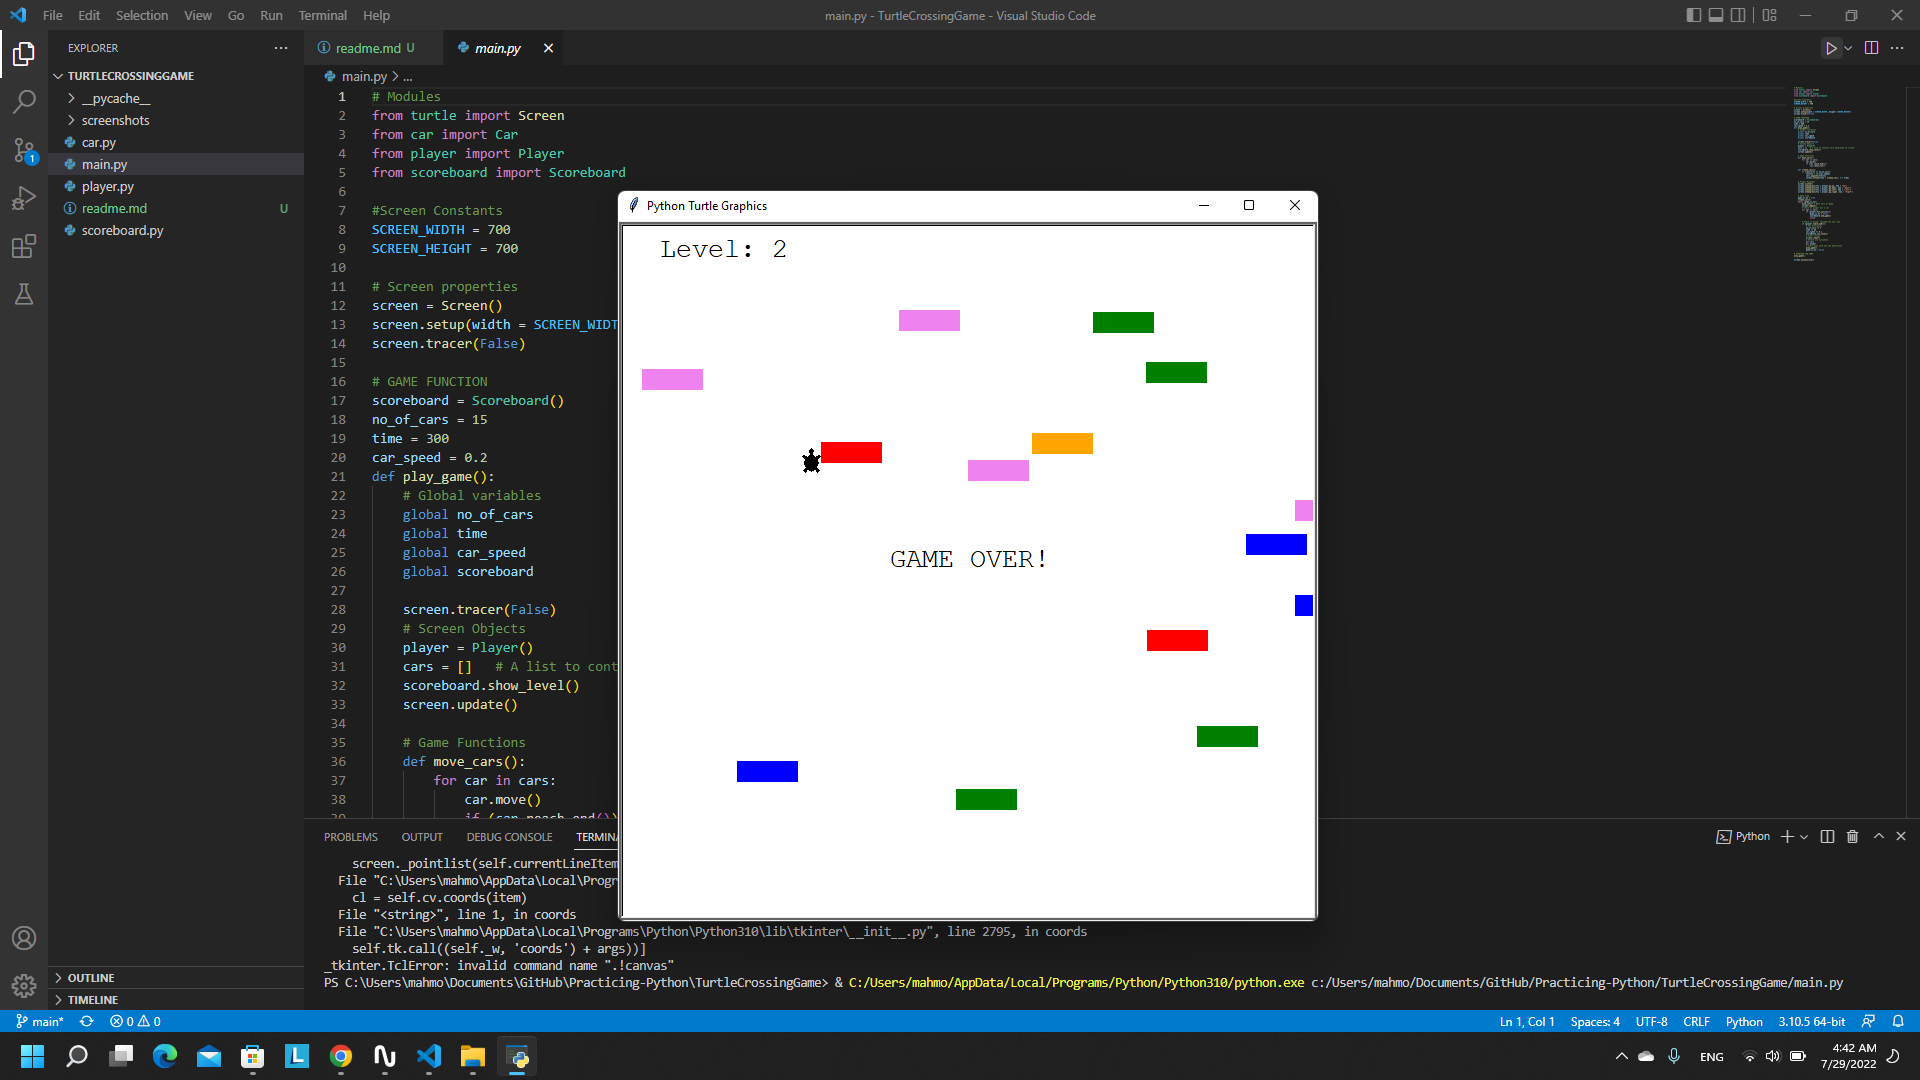 File Edit Selection View Go Run Terminal Help
main.py - TurtleCrossingGame - Visual Studio Code
EXPLORER
TURTLECROSSINGGAME
__pycache__
screenshots
car.py
main.py
player.py
readme.md U
scoreboard.py
OUTLINE
TIMELINE
1
readme.md U
main.py
main.py > ...
1 # Modules
2 from turtle import Screen
3 from car import Car
4 from player import Player
5 from scoreboard import Scoreboard
6
7 #Screen Constants
8 SCREEN_WIDTH = 700
9 SCREEN_HEIGHT = 700
10
11 # Screen properties
12 screen = Screen()
13 screen.setup(width = SCREEN_WIDT
14 screen.tracer(False)
15
16 # GAME FUNCTION
17 scoreboard = Scoreboard()
18 no_of_cars = 15
19 time = 300
20 car_speed = 0.2
21 def play_game():
22 # Global variables
23 global no_of_cars
24 global time
25 global car_speed
26 global scoreboard
27
28 screen.tracer(False)
29 # Screen Objects
30 player = Player()
31 cars = [] # A list to cont
32 scoreboard.show_level()
33 screen.update()
34
35 # Game Functions
36 def move_cars():
37 for car in cars:
38 car.move()
39 if (car.reach_end())
Python Turtle Graphics
Level: 2
GAME OVER!
PROBLEMS OUTPUT DEBUG CONSOLE TERMINA
Python
screen._pointlist(self.currentLineItem
File "C:\Users\mahmo\AppData\Local\Progr
cl = self.cv.coords(item)
File "<string>", line 1, in coords
File "C:\Users\mahmo\AppData\Local\Programs\Python\Python310\lib\tkinter\__init__.py", line 2795, in coords
self.tk.call((self._w, 'coords') + args))]
_tkinter.TclError: invalid command name ".!canvas"
PS C:\Users\mahmo\Documents\GitHub\Practicing-Python\TurtleCrossingGame> & C:/Users/mahmo/AppData/Local/Programs/Python/Python310/python.exe c:/Users/mahmo/Documents/GitHub/Practicing-Python/TurtleCrossingGame/main.py
main* 0 0
Ln 1, Col 1 Spaces: 4 UTF-8 CRLF Python 3.10.5 64-bit
L
ENG
4:42 AM
7/29/2022